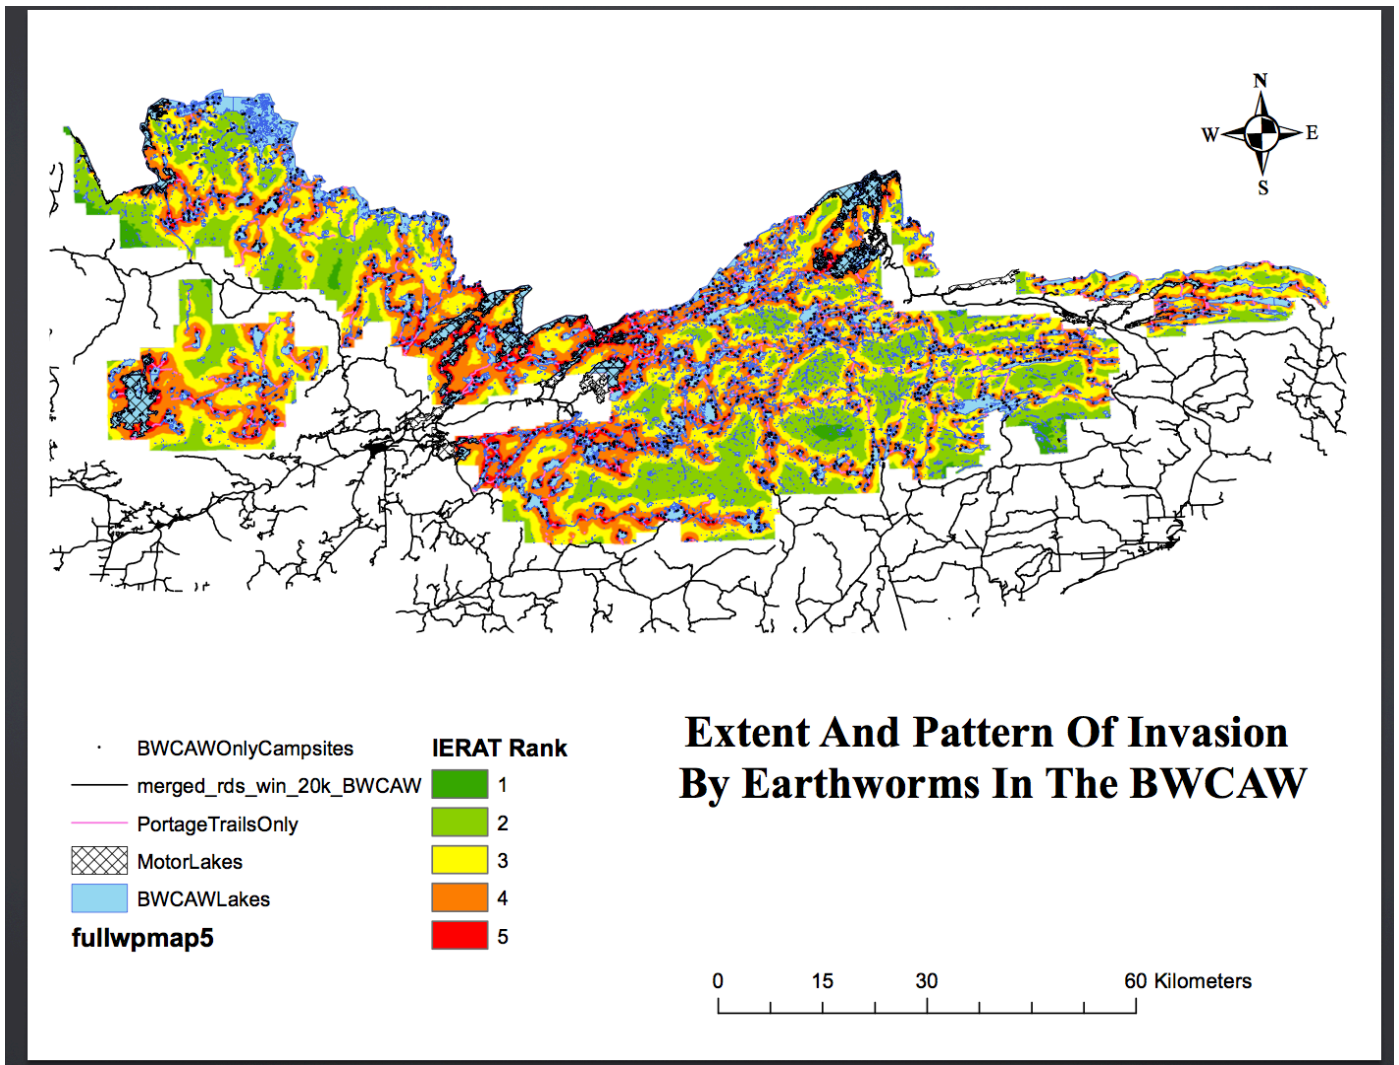 N
W E
S
BWCAWOnlyCampsites
merged_rds_win_20k_BWCAW
PortageTrailsOnly
MotorLakes
BWCAWLakes
fullwpmap5
IERAT Rank
1
2
3
4
5
Extent And Pattern Of Invasion
By Earthworms In The BWCAW
0 15 30 60 Kilometers